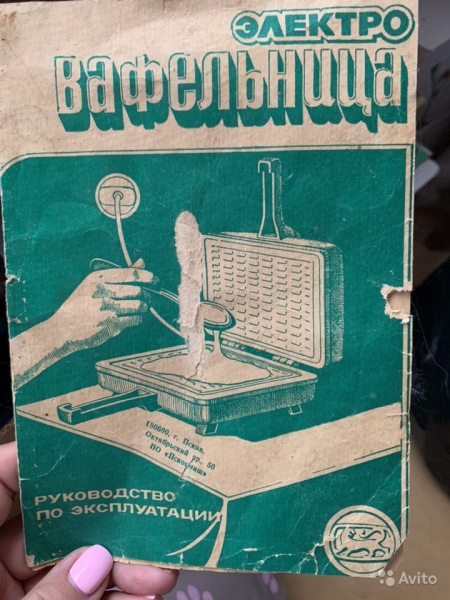 ЭЛЕКТРО
ВАФЕЛЬНИЦА
180000, г. Псков,
Октябрьский пр., 50
ПО «Псковмаш»
РУКОВОДСТВО
ПО ЭКСПЛУАТАЦИИ
Avito